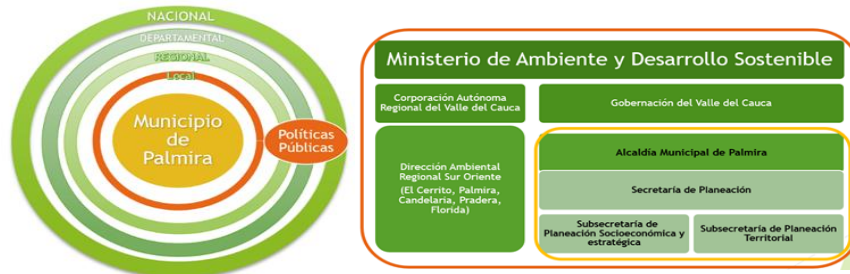 NACIONAL
DEPARTAMENTAL
REGIONAL
Local
Municipio
de
Palmira
Políticas
Públicas
Ministerio de Ambiente y Desarrollo Sostenible
Corporación Autónoma
Regional del Valle del Cauca
Gobernación del Valle del Cauca
Dirección Ambiental
Regional Sur Oriente
(El Cerrito, Palmira,
Candelaria, Pradera,
Florida)
Alcaldía Municipal de Palmira
Secretaría de Planeación
Subsecretaría de
Planeación Socioeconómica y
estratégica
Subsecretaría de Planeación
Territorial